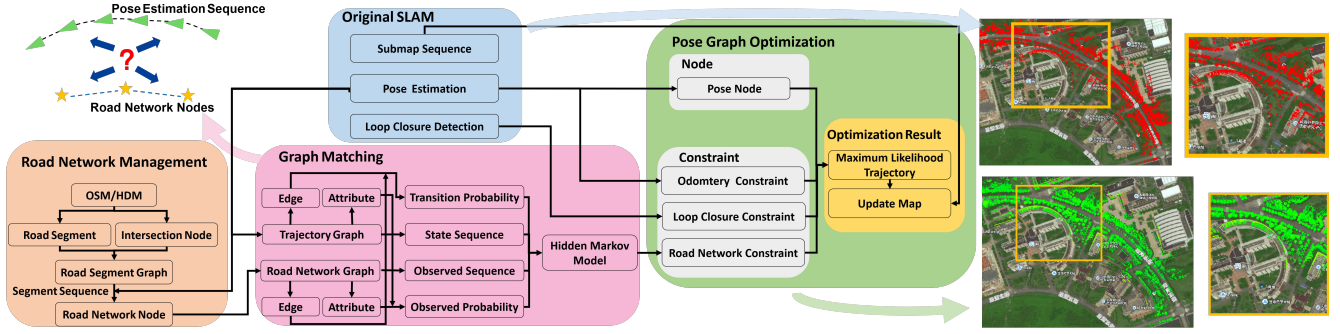 Pose Estimation Sequence
?
Road Network Nodes
Original SLAM
Submap Sequence
Pose Estimation
Loop Closure Detection
Road Network Management
OSM/HDM
Road Segment
Intersection Node
Road Segment Graph
Segment Sequence
Road Network Node
Graph Matching
Edge
Attribute
Transition Probability
Trajectory Graph
State Sequence
Road Network Graph
Observed Sequence
Edge
Attribute
Observed Probability
Hidden Markov
Model
Pose Graph Optimization
Node
Pose Node
Constraint
Odomtery Constraint
Loop Closure Constraint
Road Network Constraint
Optimization Result
Maximum Likelihood
Trajectory
Update Map